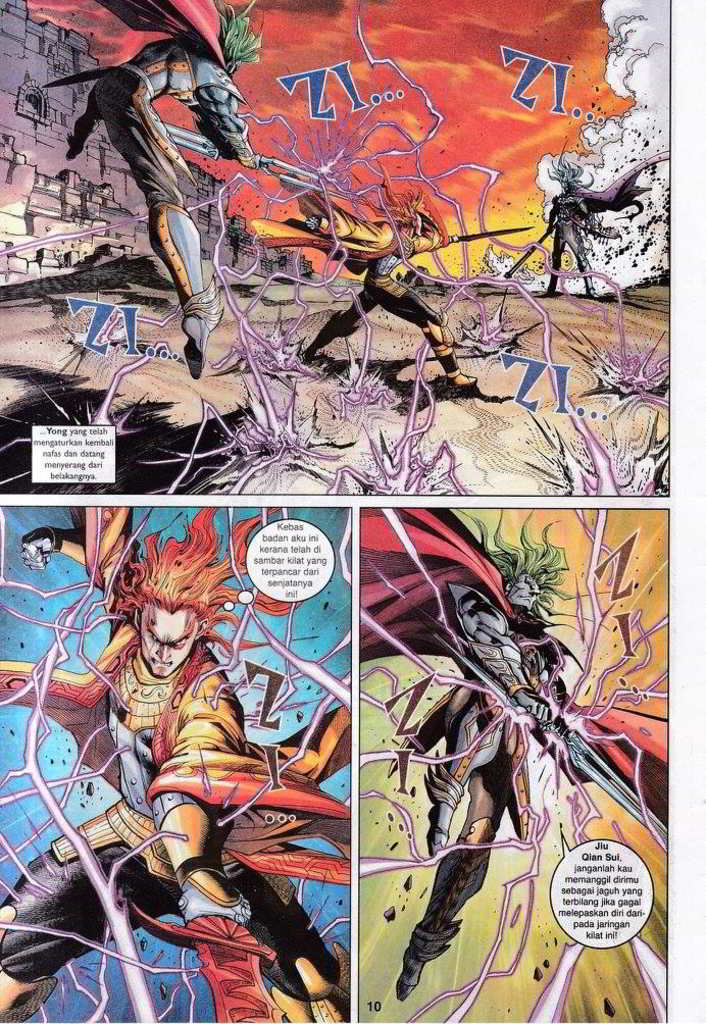 ZI...
ZI...
ZI...
ZI...
...Yong yang telah
mengaturkan kembali
nafas dan datang
menyerang dari
belakangnya.
Kebas
badan aku ini
kerana telah di
sambar kilat yang
terpancar dari
senjatanya
ini!
ZI...
ZI...
ZI...
Jiu
Qian Sui,
janganlah kau
memanggil dirimu
sebagai jaguh yang
terbilang jika gagal
melepaskan diri dari-
pada jaringan
kilat ini!
10